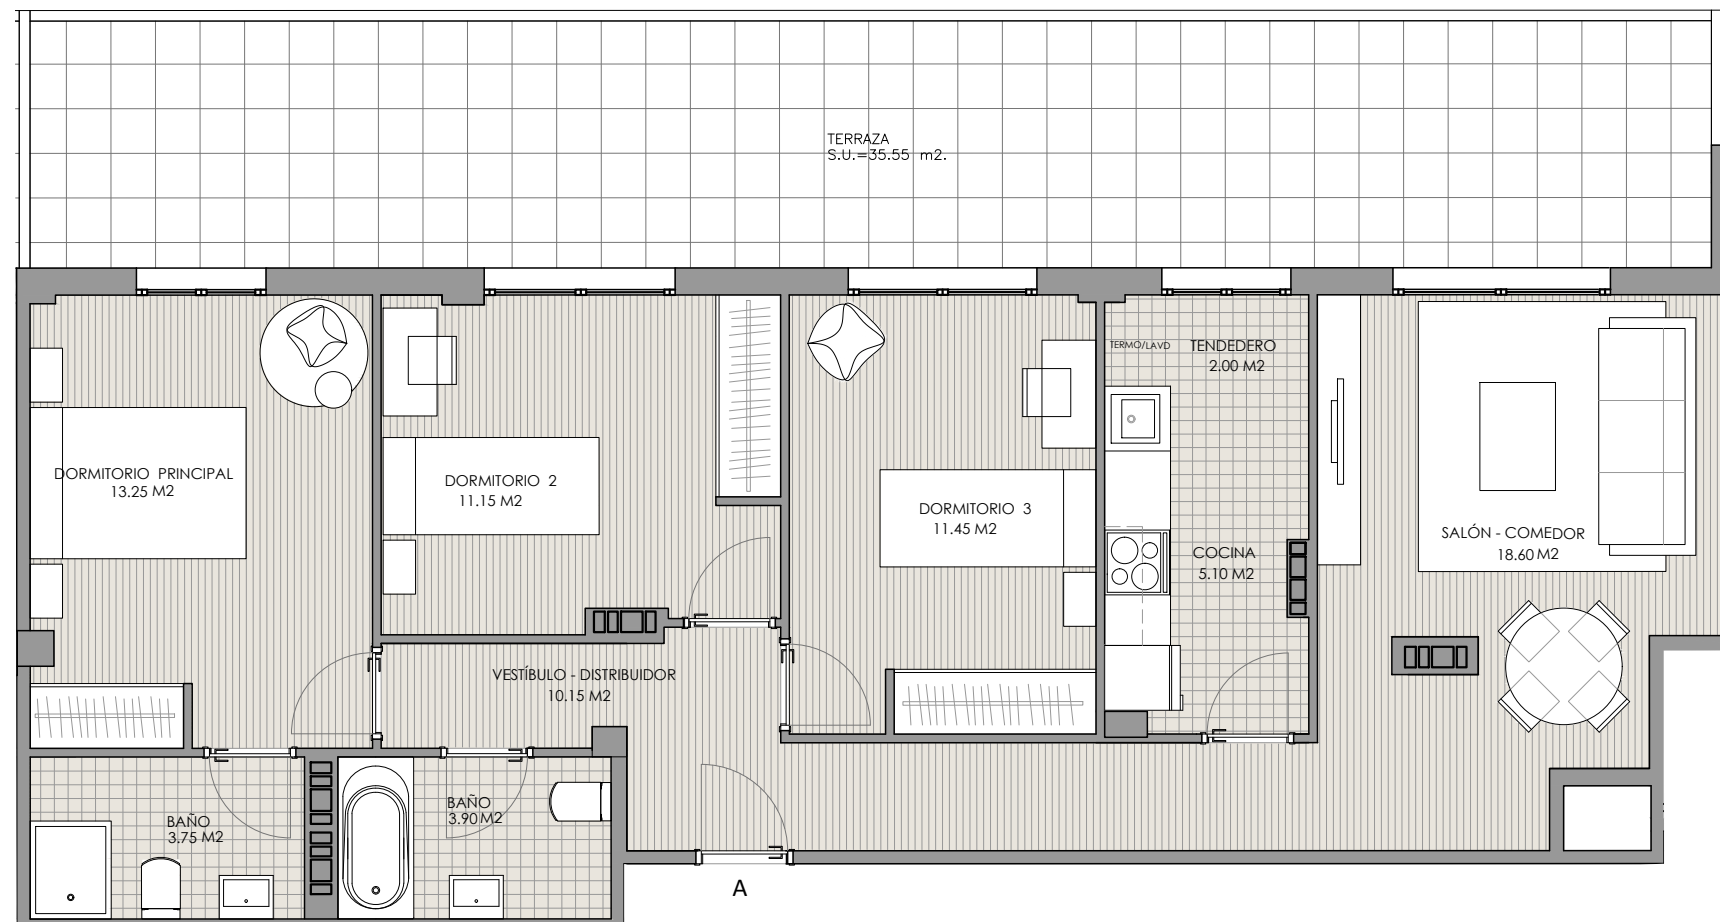 TERRAZA
S.U.=35.55 m2.
TERMO/LAVD
TENDEDERO
2.00 M2
DORMITORIO PRINCIPAL
13.25 M2
DORMITORIO 2
11.15 M2
DORMITORIO 3
11.45 M2
COCINA
5.10 M2
SALÓN - COMEDOR
18.60 M2
VESTÍBULO - DISTRIBUIDOR
10.15 M2
BAÑO
3.75 M2
BAÑO
3.90 M2
A